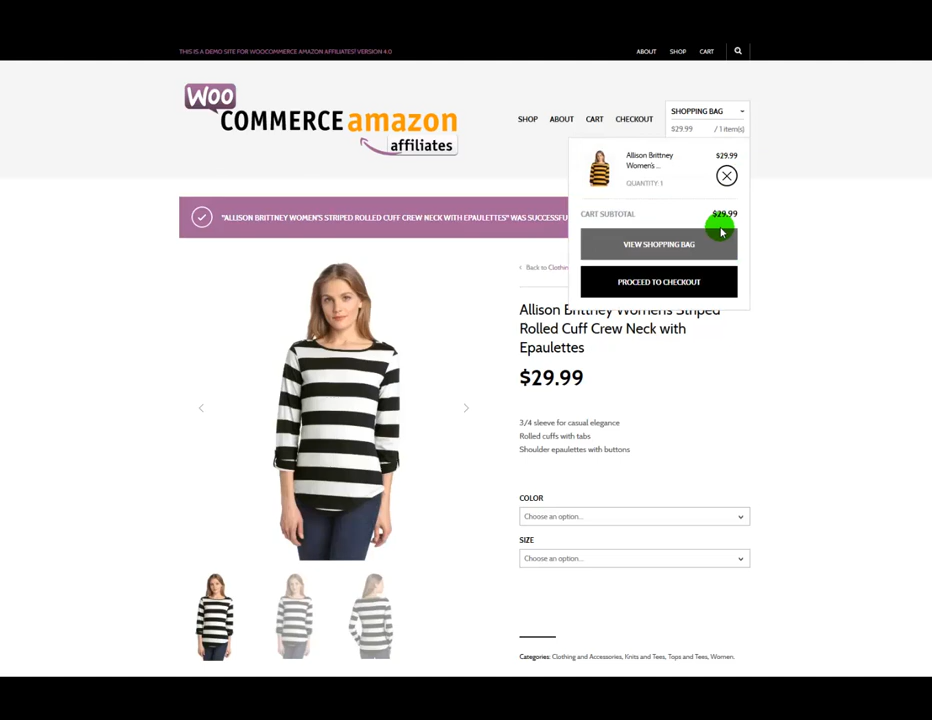 THIS IS A DEMO SITE FOR WOOCOMMERCE AMAZON AFFILIATES! VERSION 4.0
ABOUT SHOP CART
WOO
COMMERCE amazon
affiliates
SHOP ABOUT CART CHECKOUT
SHOPPING BAG
$29.99 / 1 item(s)
Allison Brittney
Women's ...
$29.99
QUANTITY: 1
CART SUBTOTAL $29.99
VIEW SHOPPING BAG
PROCEED TO CHECKOUT
"ALLISON BRITTNEY WOMEN'S STRIPED ROLLED CUFF CREW NECK WITH EPAULETTES" WAS SUCCESSFU
Back to Clothin
Allison Brittney Women's Striped
Rolled Cuff Crew Neck with
Epaulettes
$29.99
3/4 sleeve for casual elegance
Rolled cuffs with tabs
Shoulder epaulettes with buttons
COLOR
Choose an option...
SIZE
Choose an option...
Categories: Clothing and Accessories, Knits and Tees, Tops and Tees, Women.